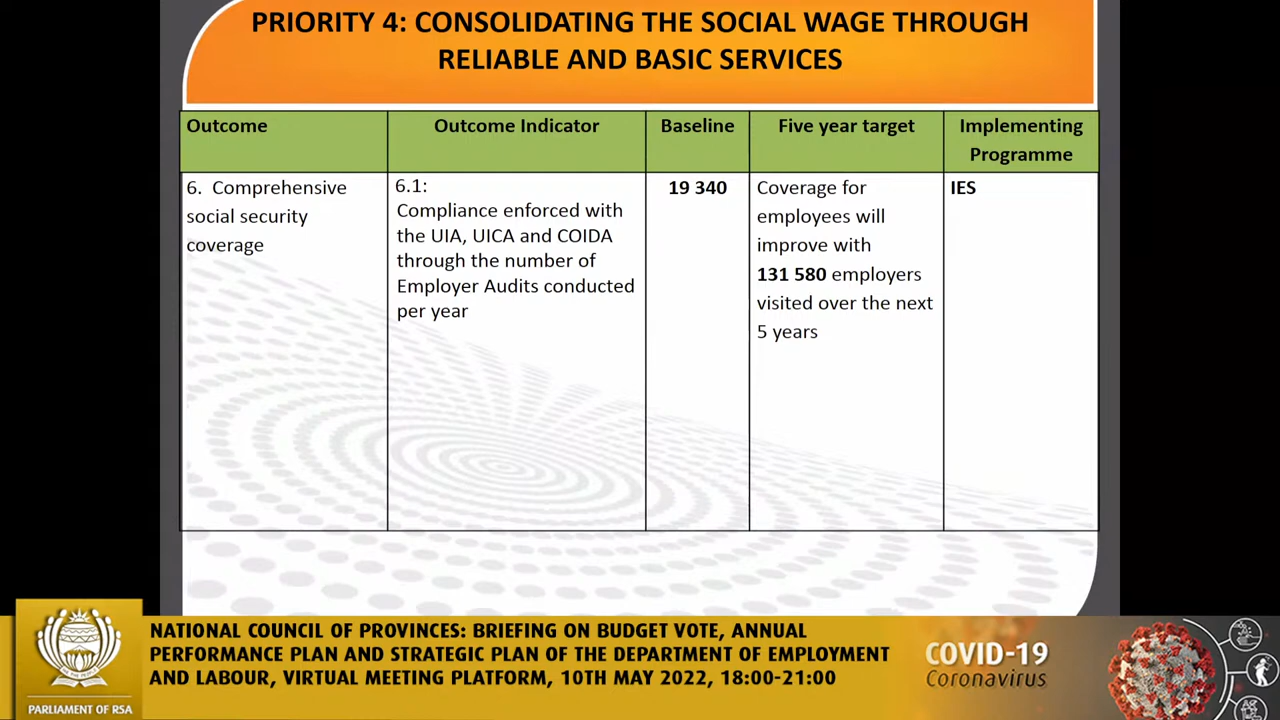 PRIORITY 4: CONSOLIDATING THE SOCIAL WAGE THROUGH
RELIABLE AND BASIC SERVICES
Outcome
Outcome Indicator
Baseline
Five year target
Implementing
Programme
6. Comprehensive
social security
coverage
6.1:
Compliance enforced with
the UIA, UICA and COIDA
through the number of
Employer Audits conducted
per year
19 340
Coverage for
employees will
improve with
131 580 employers
visited over the next
5 years
IES
NATIONAL COUNCIL OF PROVINCES: BRIEFING ON BUDGET VOTE, ANNUAL
PERFORMANCE PLAN AND STRATEGIC PLAN OF THE DEPARTMENT OF EMPLOYMENT
AND LABOUR, VIRTUAL MEETING PLATFORM, 10TH MAY 2022, 18:00-21:00
PARLIAMENT OF RSA
COVID-19
Coronavirus